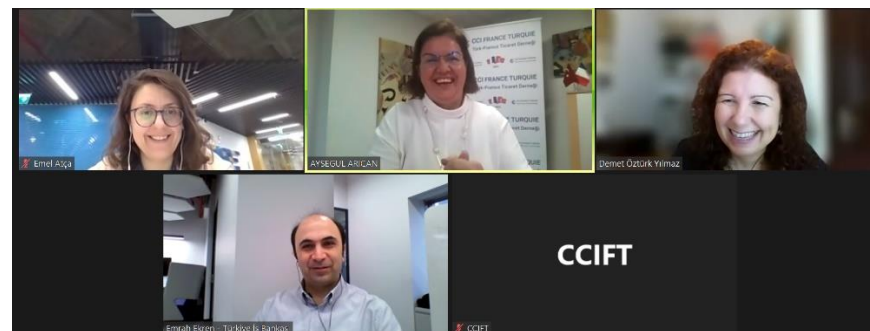 CCI FRANCE TURQUIE
Türk-Fransız Ticaret Derneği
CCI FRANCE TURQUIE
Türk-Fransız Ticaret Derneği
TURQUIE
Emel
AYSEGUL ARICAN
Demet Öztürk Yılmaz
CCIFT
Emrah Ekren - Türkiye İş Bankası
CCIFT